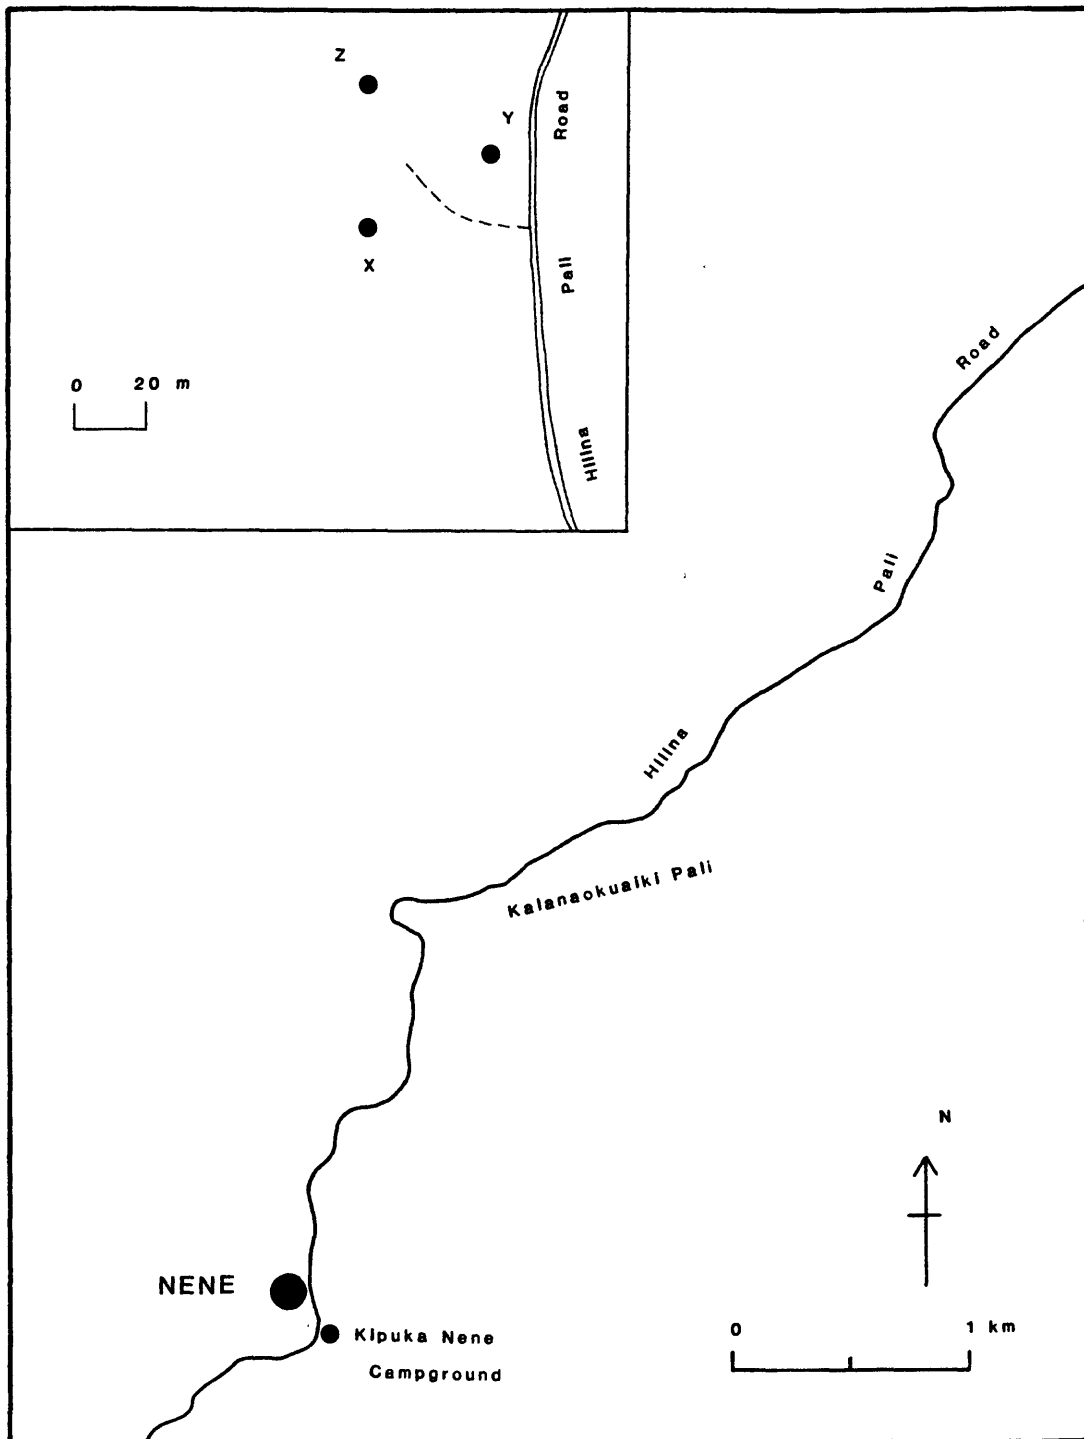 Z
Y
Road
X
Pali
0 20 m
Hilina
Road
Pali
Hilina
Kalanaokuaiki Pali
N
NENE
0 1 km
Kipuka Nene
Campground